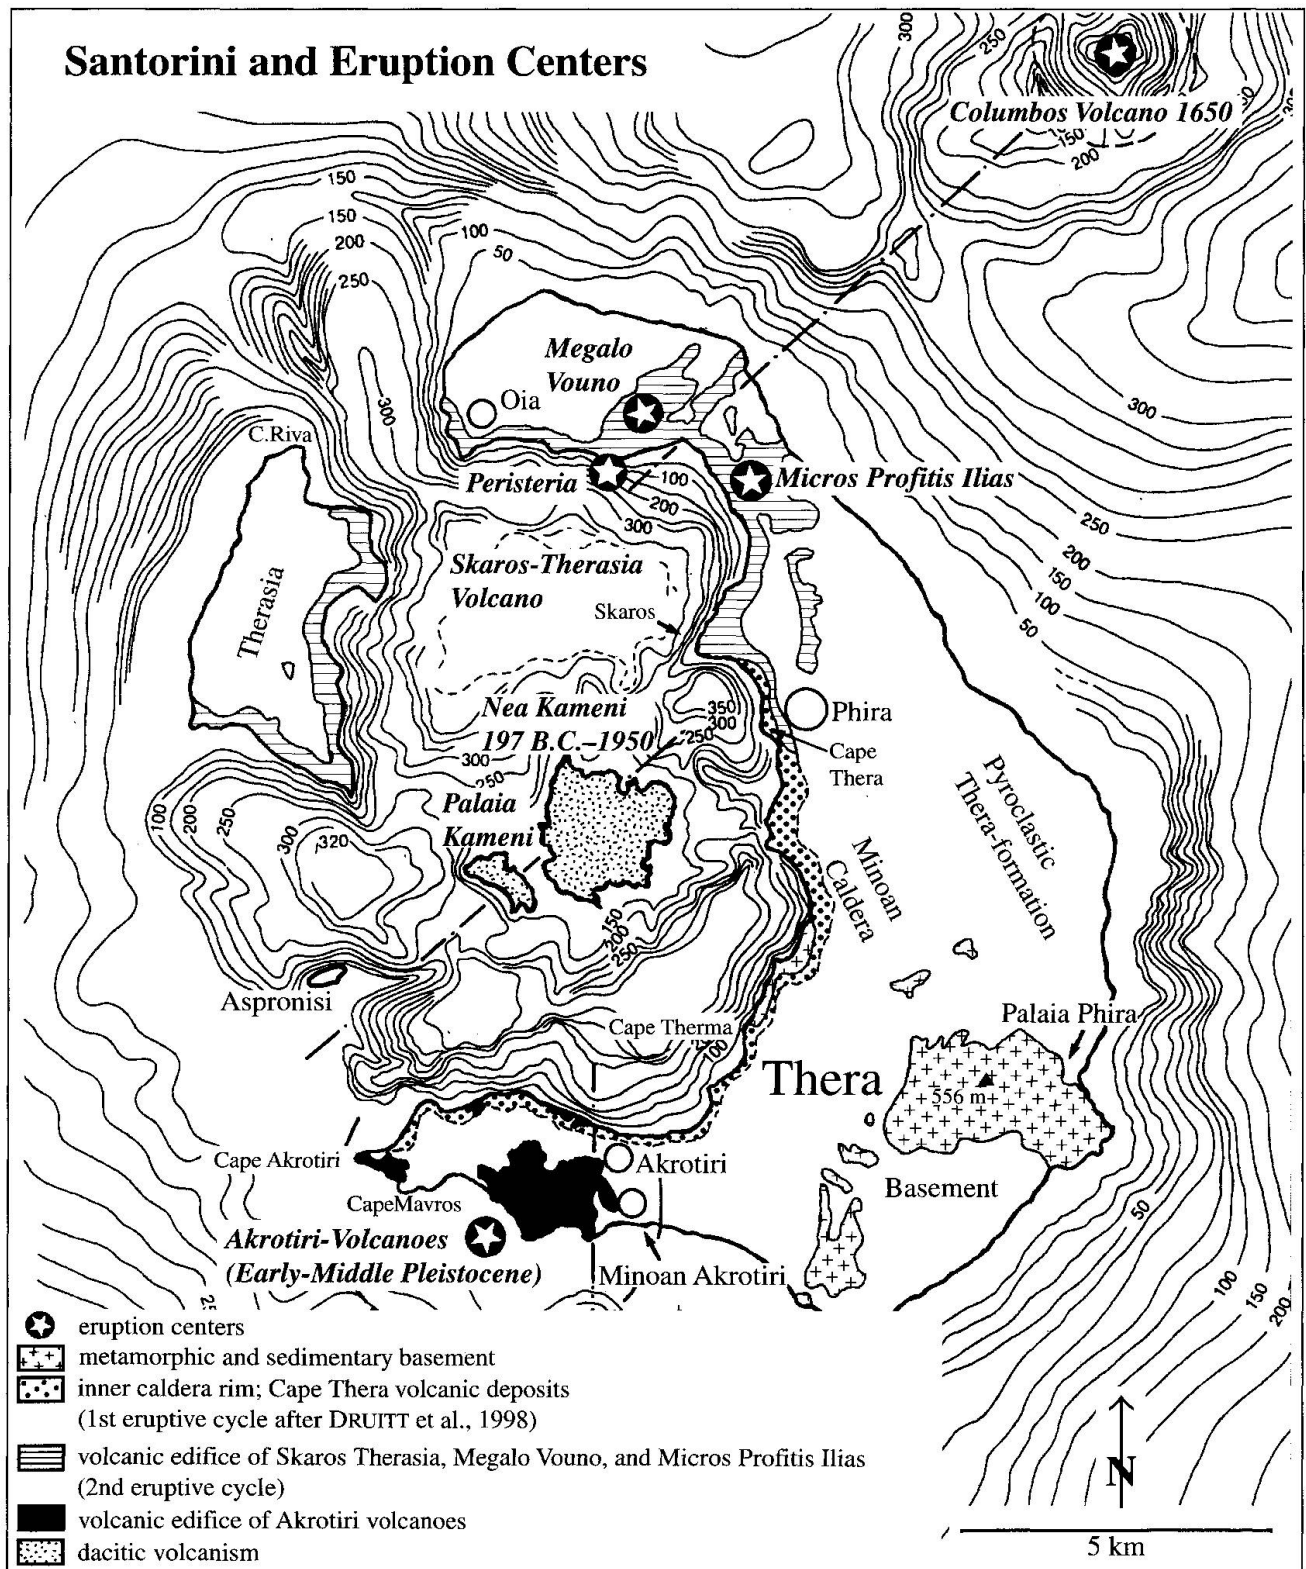 Santorini and Eruption Centers
300
250
Columbos Volcano 1650
150
200
150
150
200
250
100
50
Megalo
Vouno
Oia
300
300
C.Riva
Peristeria
100
200
300
Micros Profitis Ilias
250
200
150
100
50
Skaros-Therasia
Volcano
Skaros
Therasia
Nea Kameni
197 B.C.–1950
350
300
250
Phira
Cape
Thera
300
250
Palaia
Kameni
100
200
250
300
320
Pyroclastic
Thera-formation
Minoan
Caldera
150
200
250
Aspronisi
Cape Therma
100
Palaia Phira
Thera
556 m
Cape Akrotiri
Akrotiri
Basement
CapeMavros
50
Akrotiri-Volcanoes
(Early-Middle Pleistocene)
Minoan Akrotiri
100
150
200
eruption centers
metamorphic and sedimentary basement
inner caldera rim; Cape Thera volcanic deposits
(1st eruptive cycle after DRUITT et al., 1998)
volcanic edifice of Skaros Therasia, Megalo Vouno, and Micros Profitis Ilias
(2nd eruptive cycle)
volcanic edifice of Akrotiri volcanoes
dacitic volcanism
N
5 km